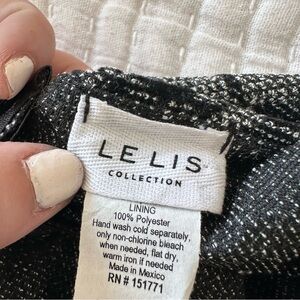 LE LIS
COLLECTION
LINING
100% Polyester
Hand wash cold separately,
only non-chlorine bleach
when needed, flat dry,
warm iron if needed
Made in Mexico
RN # 151771